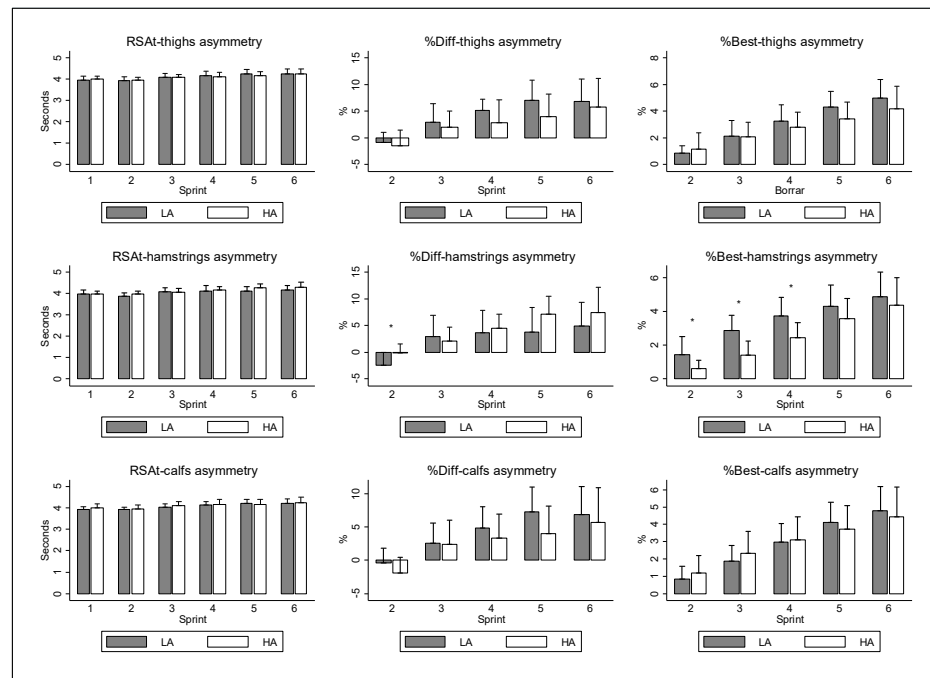 RSAt-thighs asymmetry
Seconds
0 1 2 3 4 5
1 2 3 4 5 6
Sprint
LA HA
%Diff-thighs asymmetry
%
-5 0 5 10 15
2 3 4 5 6
Sprint
LA HA
%Best-thighs asymmetry
%
0 2 4 6 8
2 3 4 5 6
Borrar
LA HA
RSAt-hamstrings asymmetry
Seconds
0 1 2 3 4 5
1 2 3 4 5 6
Sprint
LA HA
%Diff-hamstrings asymmetry
%
-5 0 5 10 15
*
2 3 4 5 6
Sprint
LA HA
%Best-hamstrings asymmetry
%
0 2 4 6
* * *
2 3 4 5 6
Sprint
LA HA
RSAt-calfs asymmetry
Seconds
0 1 2 3 4 5
1 2 3 4 5 6
Sprint
LA HA
%Diff-calfs asymmetry
%
-5 0 5 10
2 3 4 5 6
Sprint
LA HA
%Best-calfs asymmetry
%
0 1 2 3 4 5 6
2 3 4 5 6
Sprint
LA HA